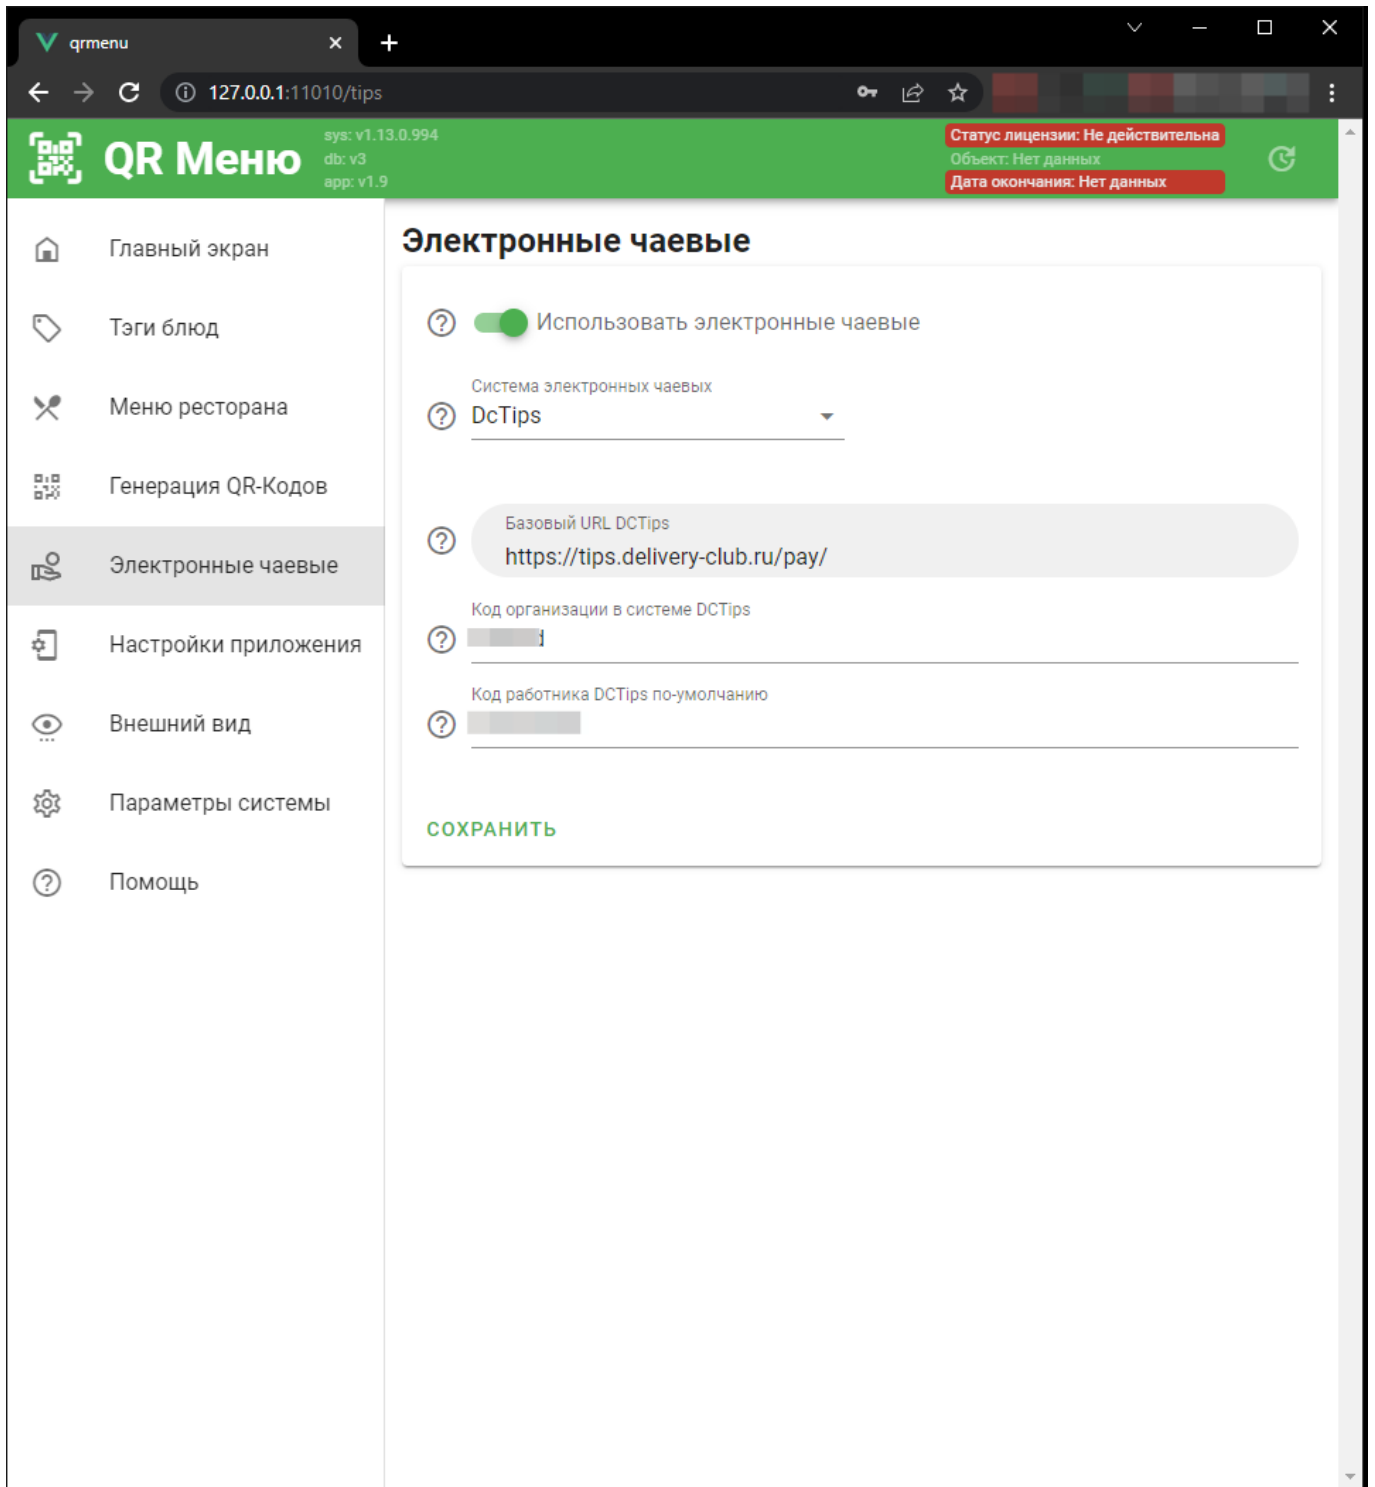 qrmenu
127.0.0.1:11010/tips
QR Меню
sys: v1.13.0.994
db: v3
app: v1.9
Статус лицензии: Не действительна
Объект: Нет данных
Дата окончания: Нет данных
Главный экран
Тэги блюд
Меню ресторана
Генерация QR-Кодов
Электронные чаевые
Настройки приложения
Внешний вид
Параметры системы
Помощь
Электронные чаевые
Использовать электронные чаевые
Система электронных чаевых
DcTips
Базовый URL DCTips
https://tips.delivery-club.ru/pay/
Код организации в системе DCTips
Код работника DCTips по-умолчанию
СОХРАНИТЬ